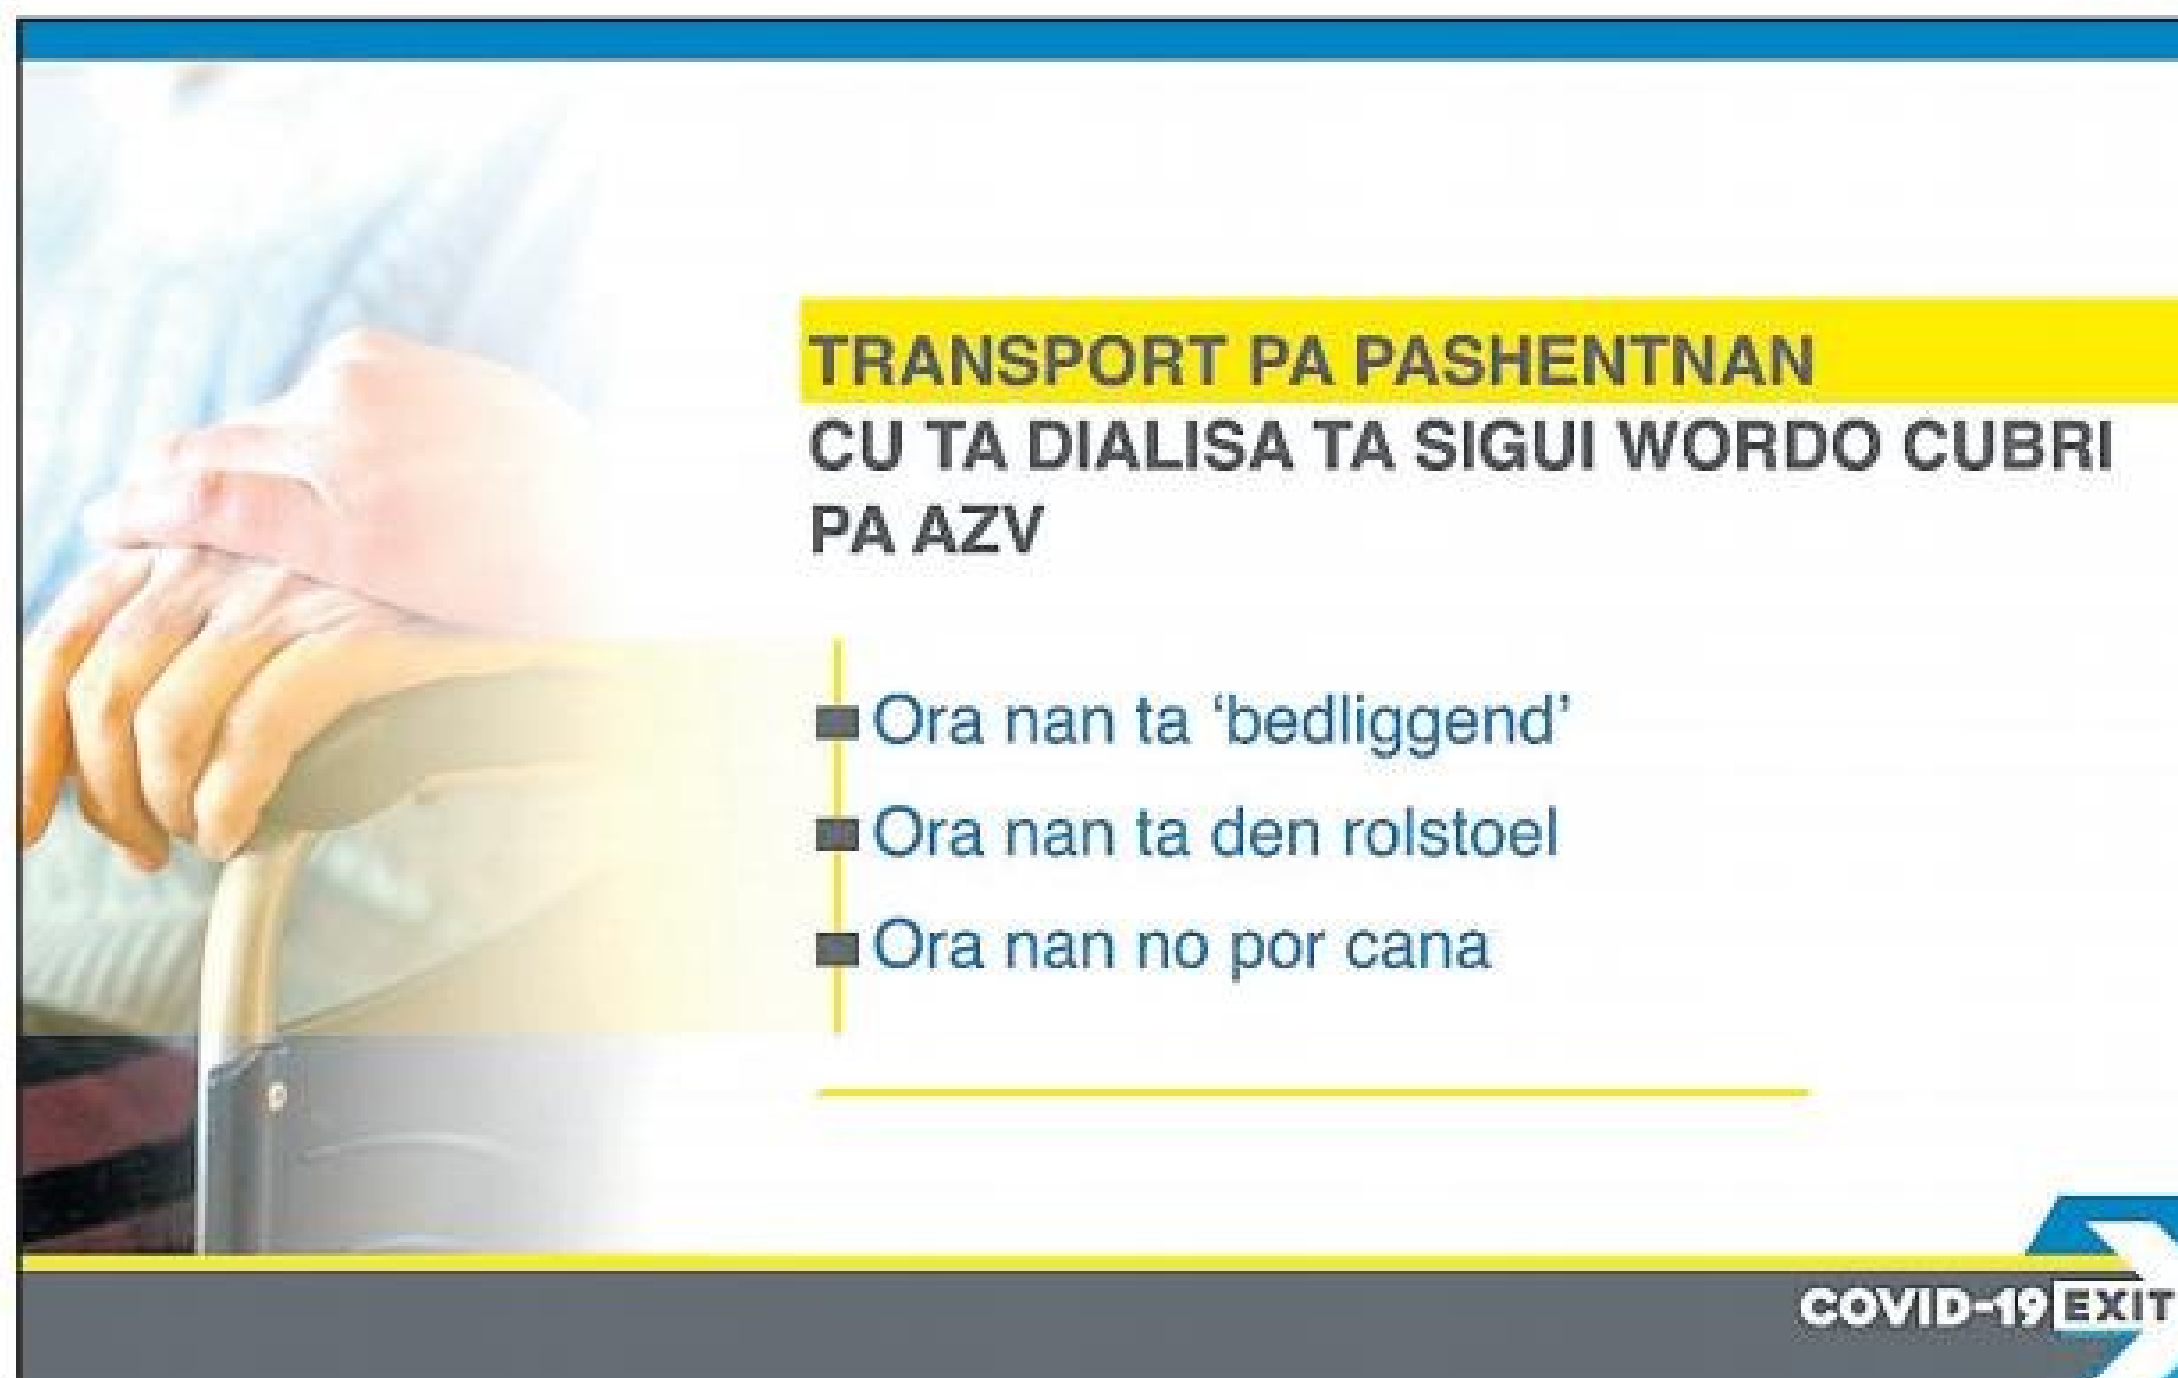 TRANSPORT PA PASHENTNAN
CU TA DIALISA TA SIGUI WORDO CUBRI
PA AZV
Ora nan ta ‘bedliggend’
Ora nan ta den rolstoel
Ora nan no por cana
COVID-19 EXIT